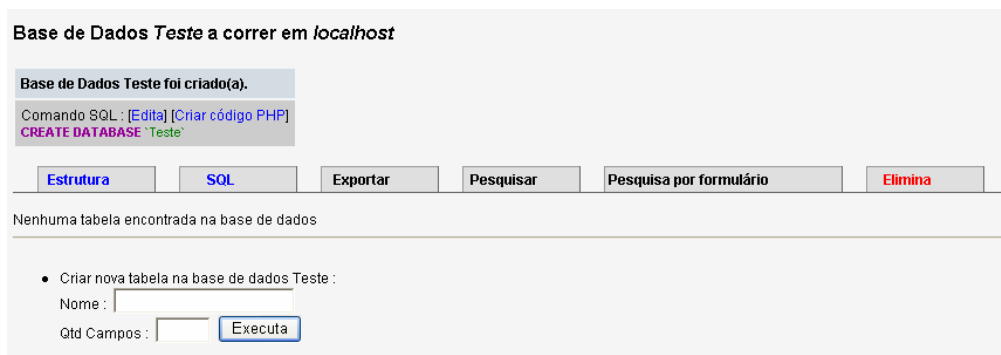 Base de Dados Teste a correr em localhost
Base de Dados Teste foi criado(a).
Comando SQL : [Edita] [Criar código PHP]
CREATE DATABASE `Teste`
Estrutura SQL Exportar Pesquisar Pesquisa por formulário Elimina
Nenhuma tabela encontrada na base de dados
• Criar nova tabela na base de dados Teste :
Nome :
Qtd Campos : Executa